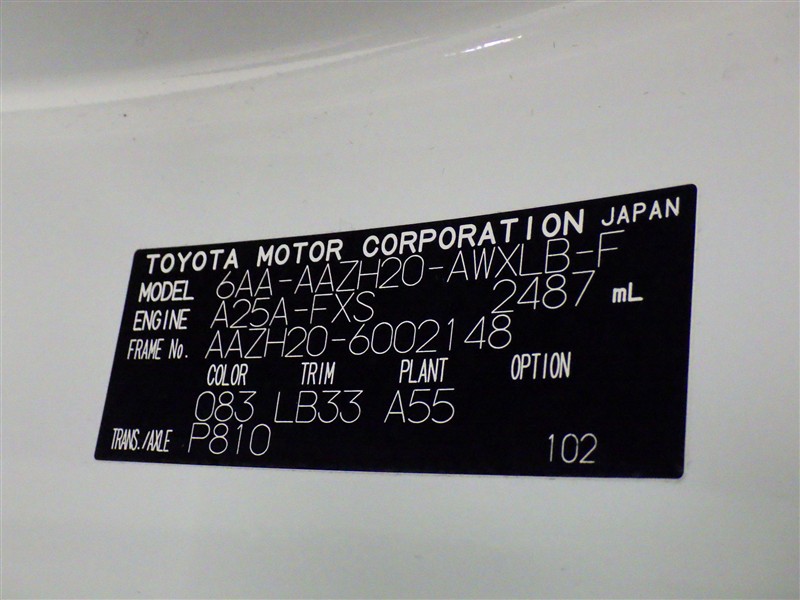 TOYOTA MOTOR CORPORATION JAPAN
MODEL 6AA-AAZH20-AWXLB-F
ENGINE A25A-FXS 2487 mL
FRAME No. AAZH20-6002148
COLOR TRIM PLANT OPTION
083 LB33 A55
TRANS./AXLE P810 102